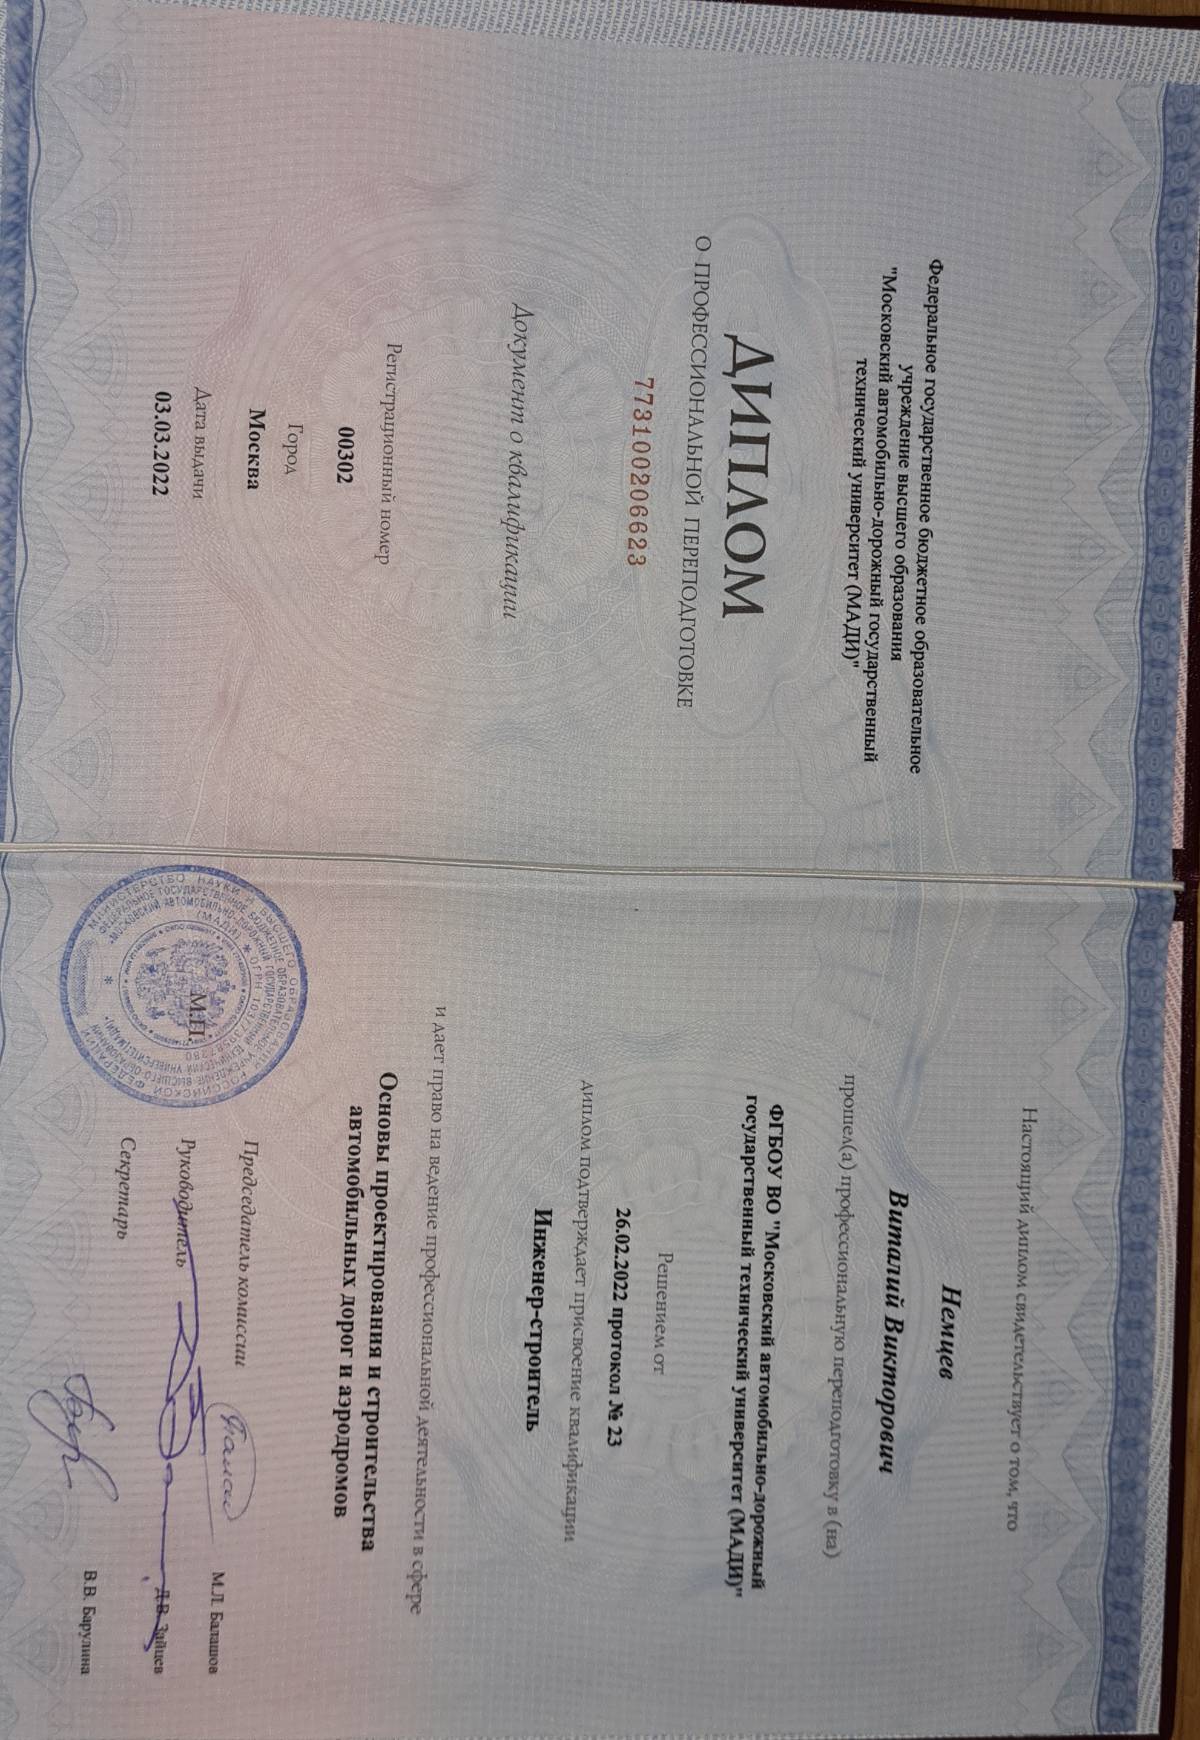 Федеральное государственное бюджетное образовательное
учреждение высшего образования
"Московский автомобильно-дорожный государственный
технический университет (МАДИ)"
ДИПЛОМ
О ПРОФЕССИОНАЛЬНОЙ ПЕРЕПОДГОТОВКЕ
773100206623
Документ о квалификации
Регистрационный номер
00302
Город
Москва
Дата выдачи
03.03.2022
Настоящий диплом свидетельствует о том, что
Немцев
Виталий Викторович
прошел(а) профессиональную переподготовку в (на)
ФГБОУ ВО "Московский автомобильно-дорожный
государственный технический университет (МАДИ)"
Решением от
26.02.2022 протокол № 23
диплом подтверждает присвоение квалификации
Инженер-строитель
и дает право на ведение профессиональной деятельности в сфере
Основы проектирования и строительства
автомобильных дорог и аэродромов
Председатель комиссии
М.Л. Балашов
М.П.
Руководитель
Д.В. Зайцев
Секретарь
В.В. Барулина